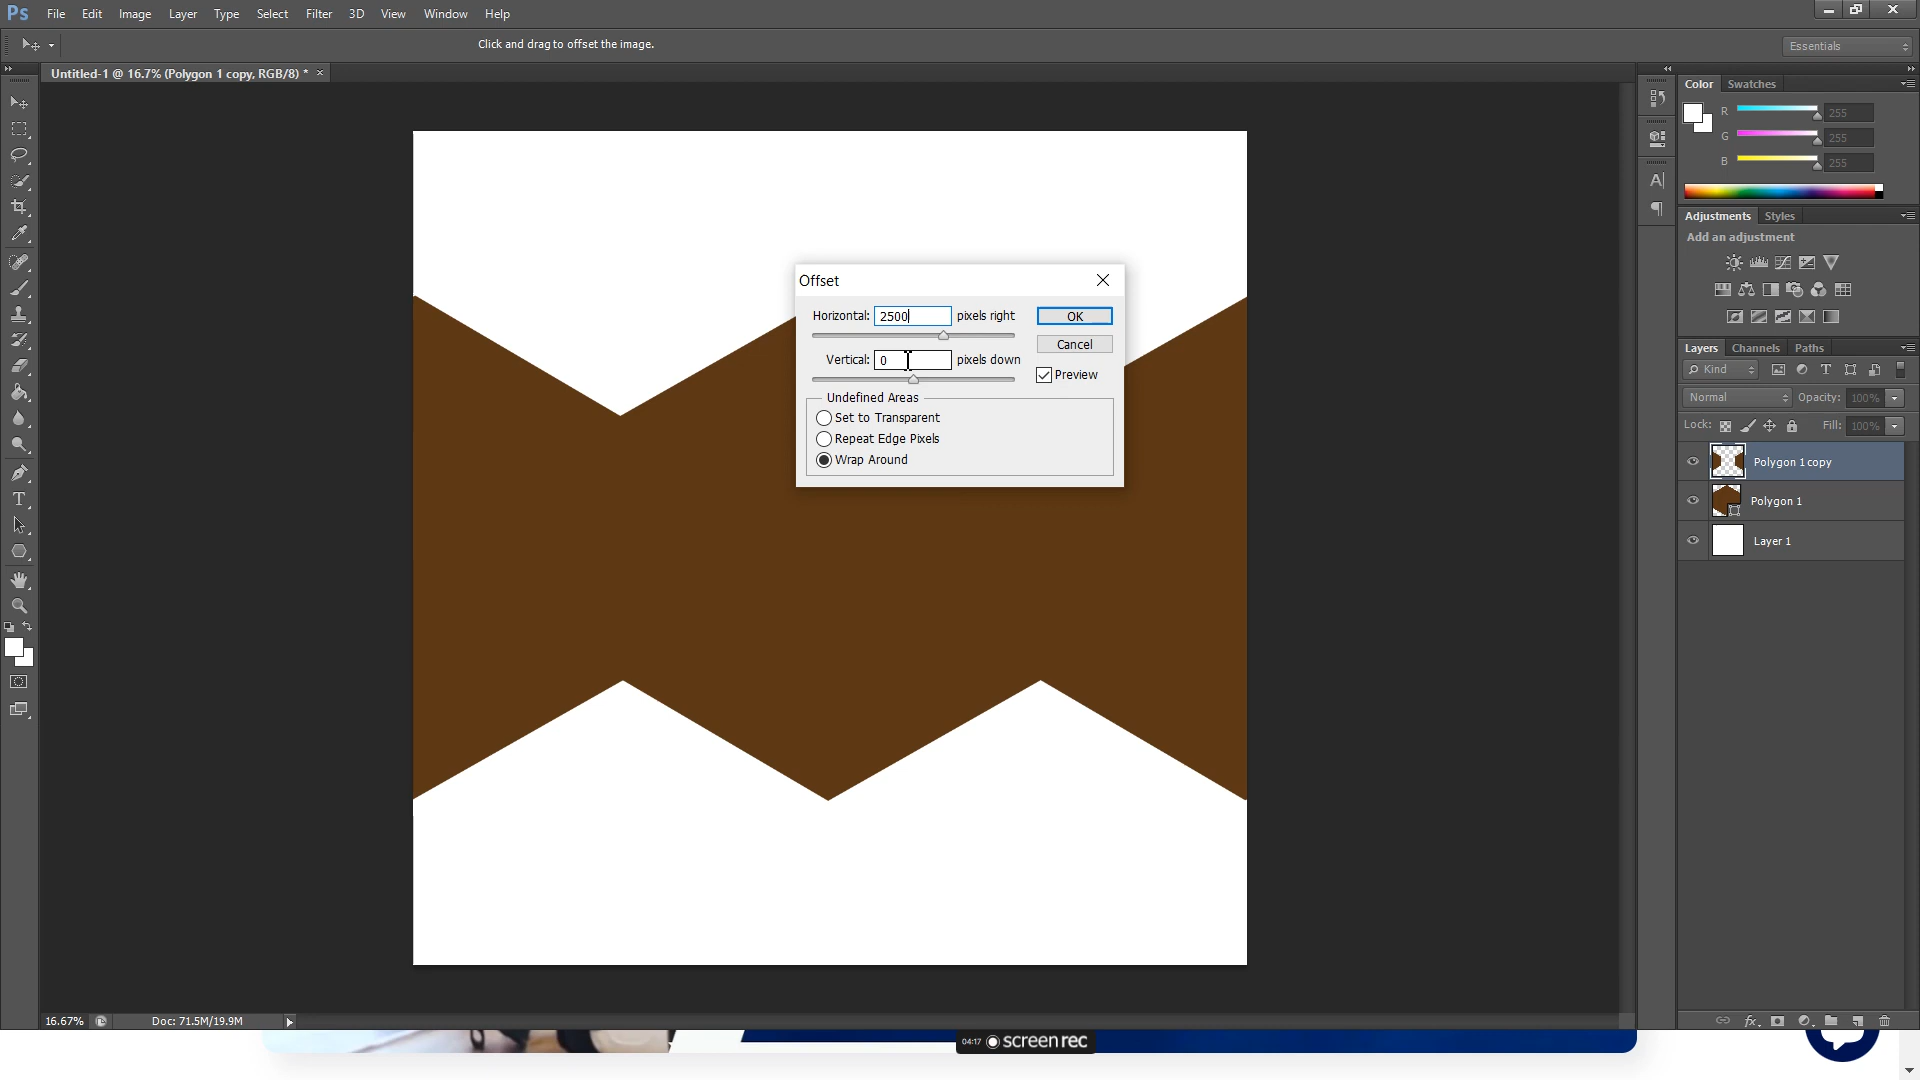 Ps File Edit Image Layer Type Select Filter 3D View Window Help
Click and drag to offset the image.
Essentials
Untitled-1 @ 16.7% (Polygon 1 copy, RGB/8) * ×
Color Swatches
R 255
G 255
B 255
Adjustments Styles
Add an adjustment
Offset
Horizontal: 2500 pixels right OK
Cancel
Vertical: 0 pixels down
Preview
Undefined Areas
Set to Transparent
Repeat Edge Pixels
Wrap Around
Layers Channels Paths
Kind
Normal Opacity: 100%
Lock: Fill: 100%
Polygon 1 copy
Polygon 1
Layer 1
16.67% Doc: 71.5M/19.9M
04:17 screenrec